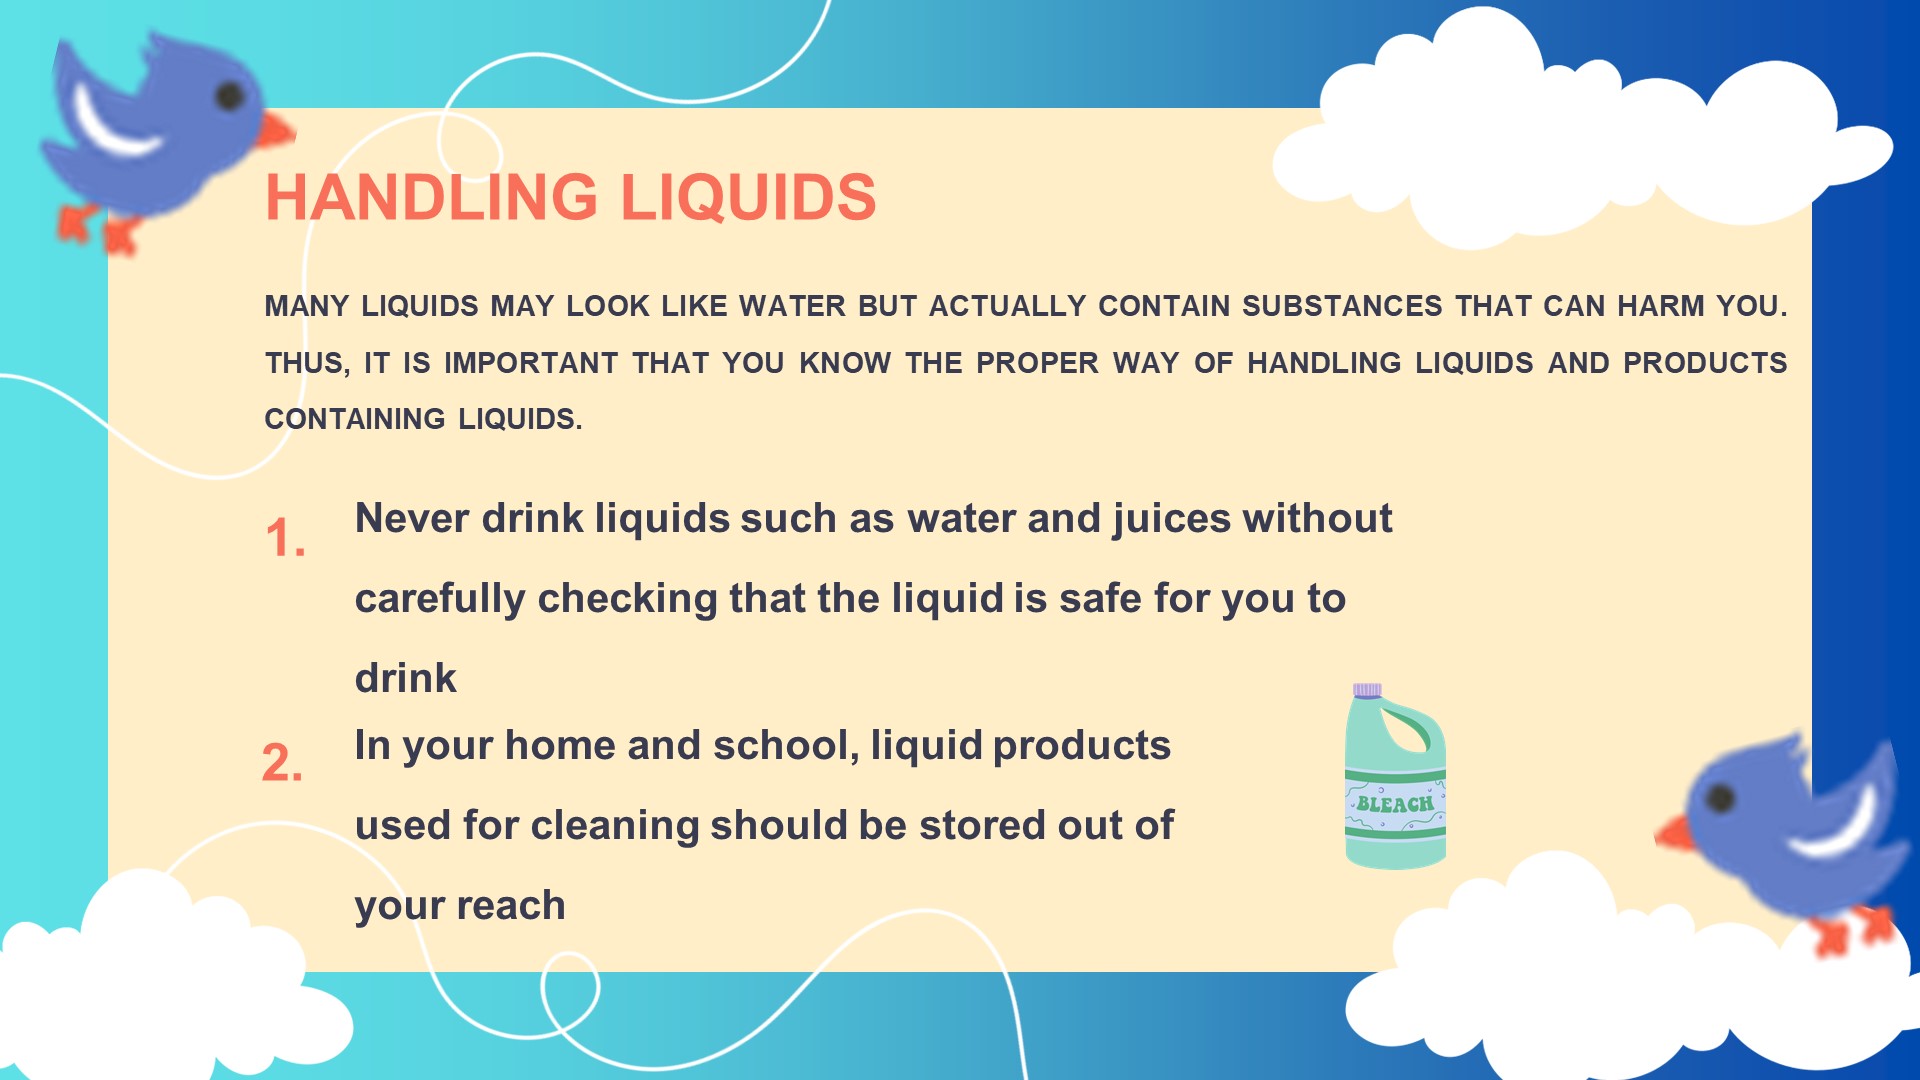 HANDLING LIQUIDS
MANY LIQUIDS MAY LOOK LIKE WATER BUT ACTUALLY CONTAIN SUBSTANCES THAT CAN HARM YOU.
THUS, IT IS IMPORTANT THAT YOU KNOW THE PROPER WAY OF HANDLING LIQUIDS AND PRODUCTS
CONTAINING LIQUIDS.
1. Never drink liquids such as water and juices without
carefully checking that the liquid is safe for you to
drink
2. In your home and school, liquid products
used for cleaning should be stored out of
your reach
BLEACH